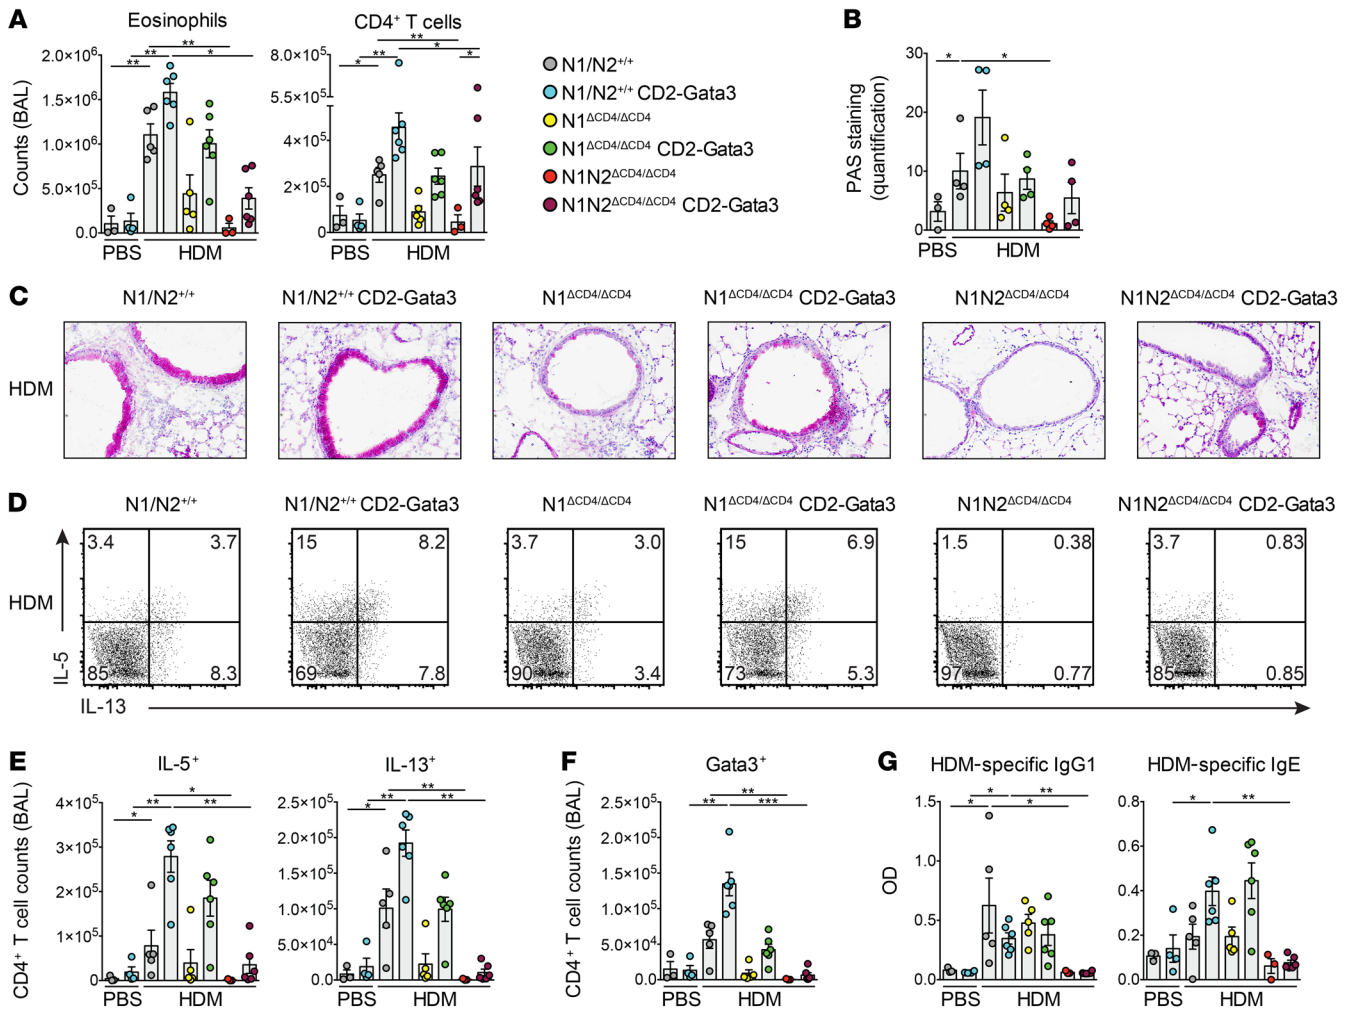 A
Eosinophils
CD4+ T cells
Counts (BAL)
2.0×10⁶
1.5×10⁶
1.0×10⁶
5.0×10⁵
0.0
** ** ** *
PBS HDM
8.0×10⁵
5.5×10⁵
4×10⁵
2×10⁵
0
* ** ** * *
PBS HDM
N1/N2+/+
N1/N2+/+ CD2-Gata3
N1ΔCD4/ΔCD4
N1ΔCD4/ΔCD4 CD2-Gata3
N1N2ΔCD4/ΔCD4
N1N2ΔCD4/ΔCD4 CD2-Gata3
B
PAS staining
(quantification)
30
20
10
0
* *
PBS HDM
C
N1/N2+/+ N1/N2+/+ CD2-Gata3 N1ΔCD4/ΔCD4 N1ΔCD4/ΔCD4 CD2-Gata3 N1N2ΔCD4/ΔCD4 N1N2ΔCD4/ΔCD4 CD2-Gata3
HDM
D
N1/N2+/+ N1/N2+/+ CD2-Gata3 N1ΔCD4/ΔCD4 N1ΔCD4/ΔCD4 CD2-Gata3 N1N2ΔCD4/ΔCD4 N1N2ΔCD4/ΔCD4 CD2-Gata3
3.4 3.7 15 8.2 3.7 3.0 15 6.9 1.5 0.38 3.7 0.83
HDM
IL-5
85 8.3 69 7.8 90 3.4 73 5.3 97 0.77 85 0.85
IL-13
E
IL-5+
IL-13+
CD4+ T cell counts (BAL)
4×10⁵
3×10⁵
2×10⁵
1×10⁵
0
* ** * **
PBS HDM
2.5×10⁵
2.0×10⁵
1.5×10⁵
1.0×10⁵
5.0×10⁴
0.0
* ** ** **
PBS HDM
F
Gata3+
CD4+ T cell counts (BAL)
2.5×10⁵
2.0×10⁵
1.5×10⁵
1.0×10⁵
5.0×10⁴
0.0
** ** ***
PBS HDM
G
HDM-specific IgG1
HDM-specific IgE
OD
1.5
1.0
0.5
0.0
* * ** *
PBS HDM
0.8
0.6
0.4
0.2
0.0
* **
PBS HDM